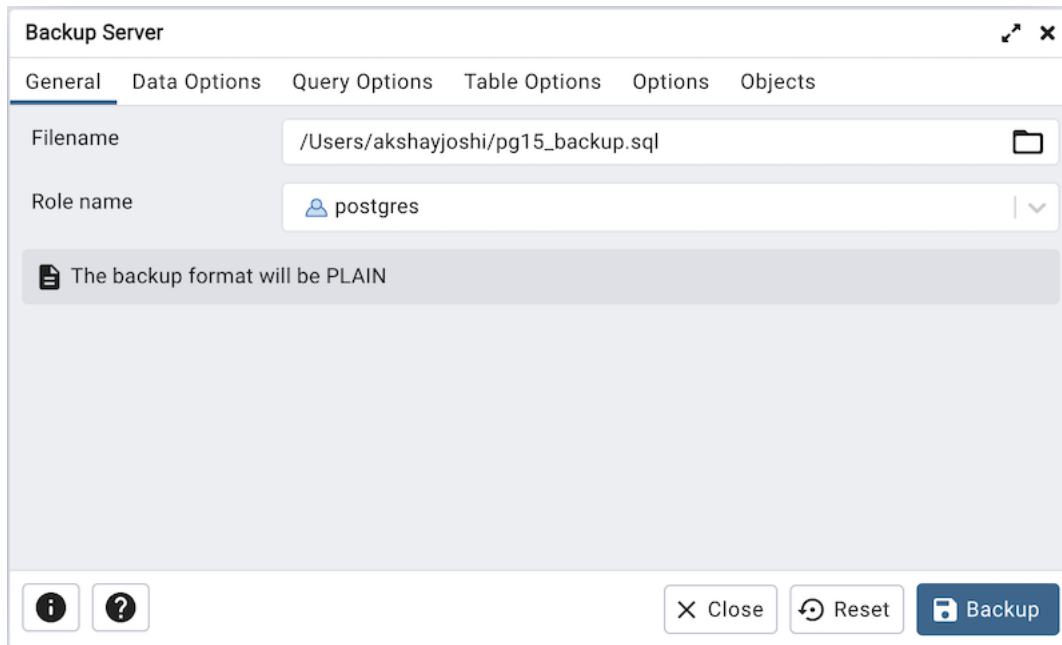 Backup Server
General Data Options Query Options Table Options Options Objects
Filename /Users/akshayjoshi/pg15_backup.sql
Role name postgres
The backup format will be PLAIN
Close Reset Backup